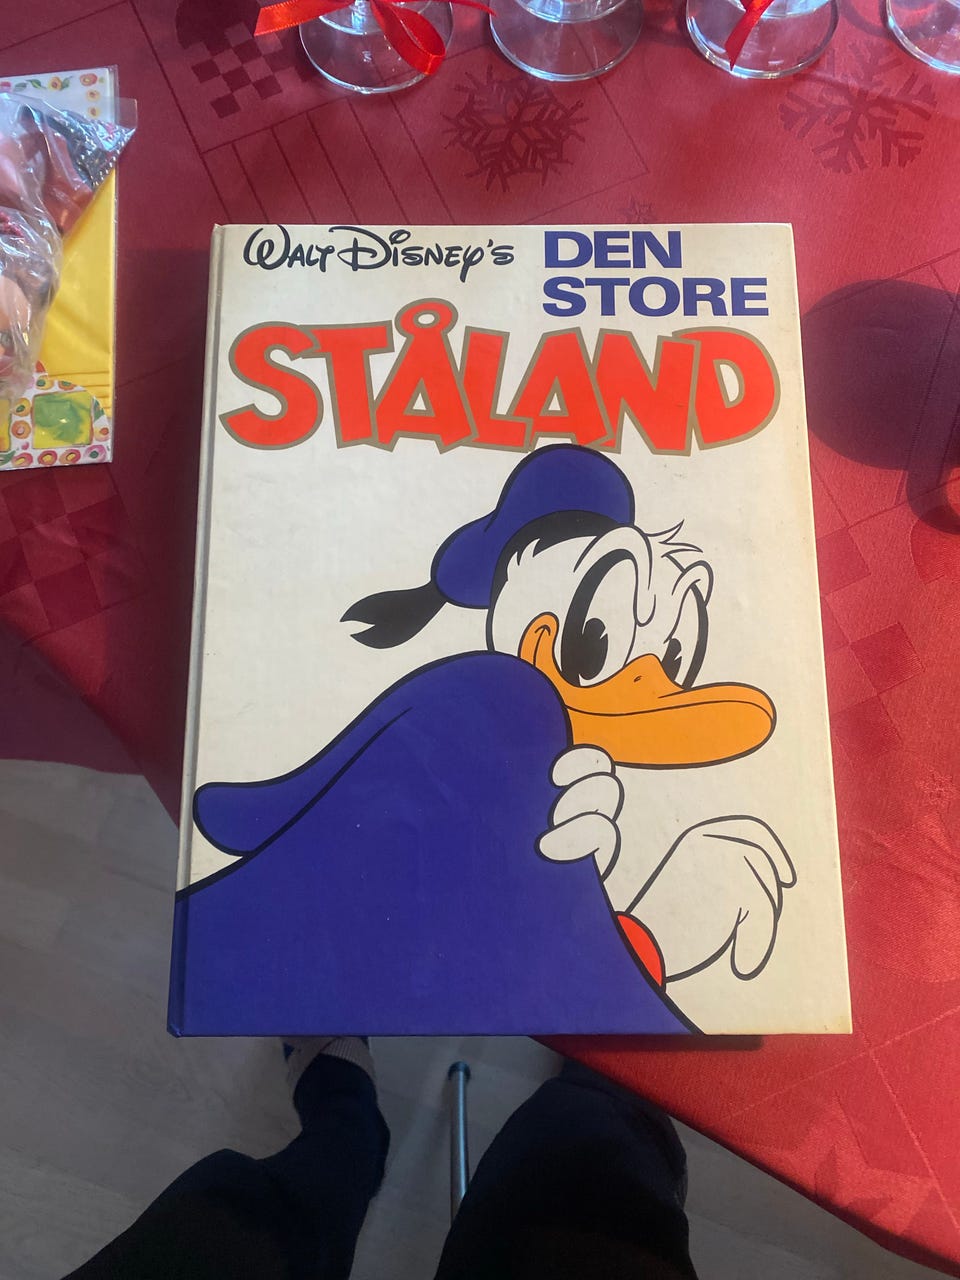 WALT DISNEY'S
DEN
STORE
STÅLAND